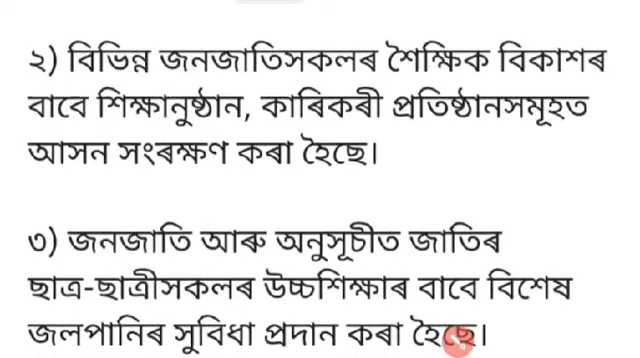 ২) বিভিন্ন জনজাতিসকলৰ শৈক্ষিক বিকাশৰ
বাবে শিক্ষানুষ্ঠান, কাৰিকৰী প্ৰতিষ্ঠানসমূহত
আসন সংৰক্ষণ কৰা হৈছে।
৩) জনজাতি আৰু অনুসূচীত জাতিৰ
ছাত্ৰ-ছাত্ৰীসকলৰ উচ্চশিক্ষাৰ বাবে বিশেষ
জলপানিৰ সুবিধা প্ৰদান কৰা হৈছে।